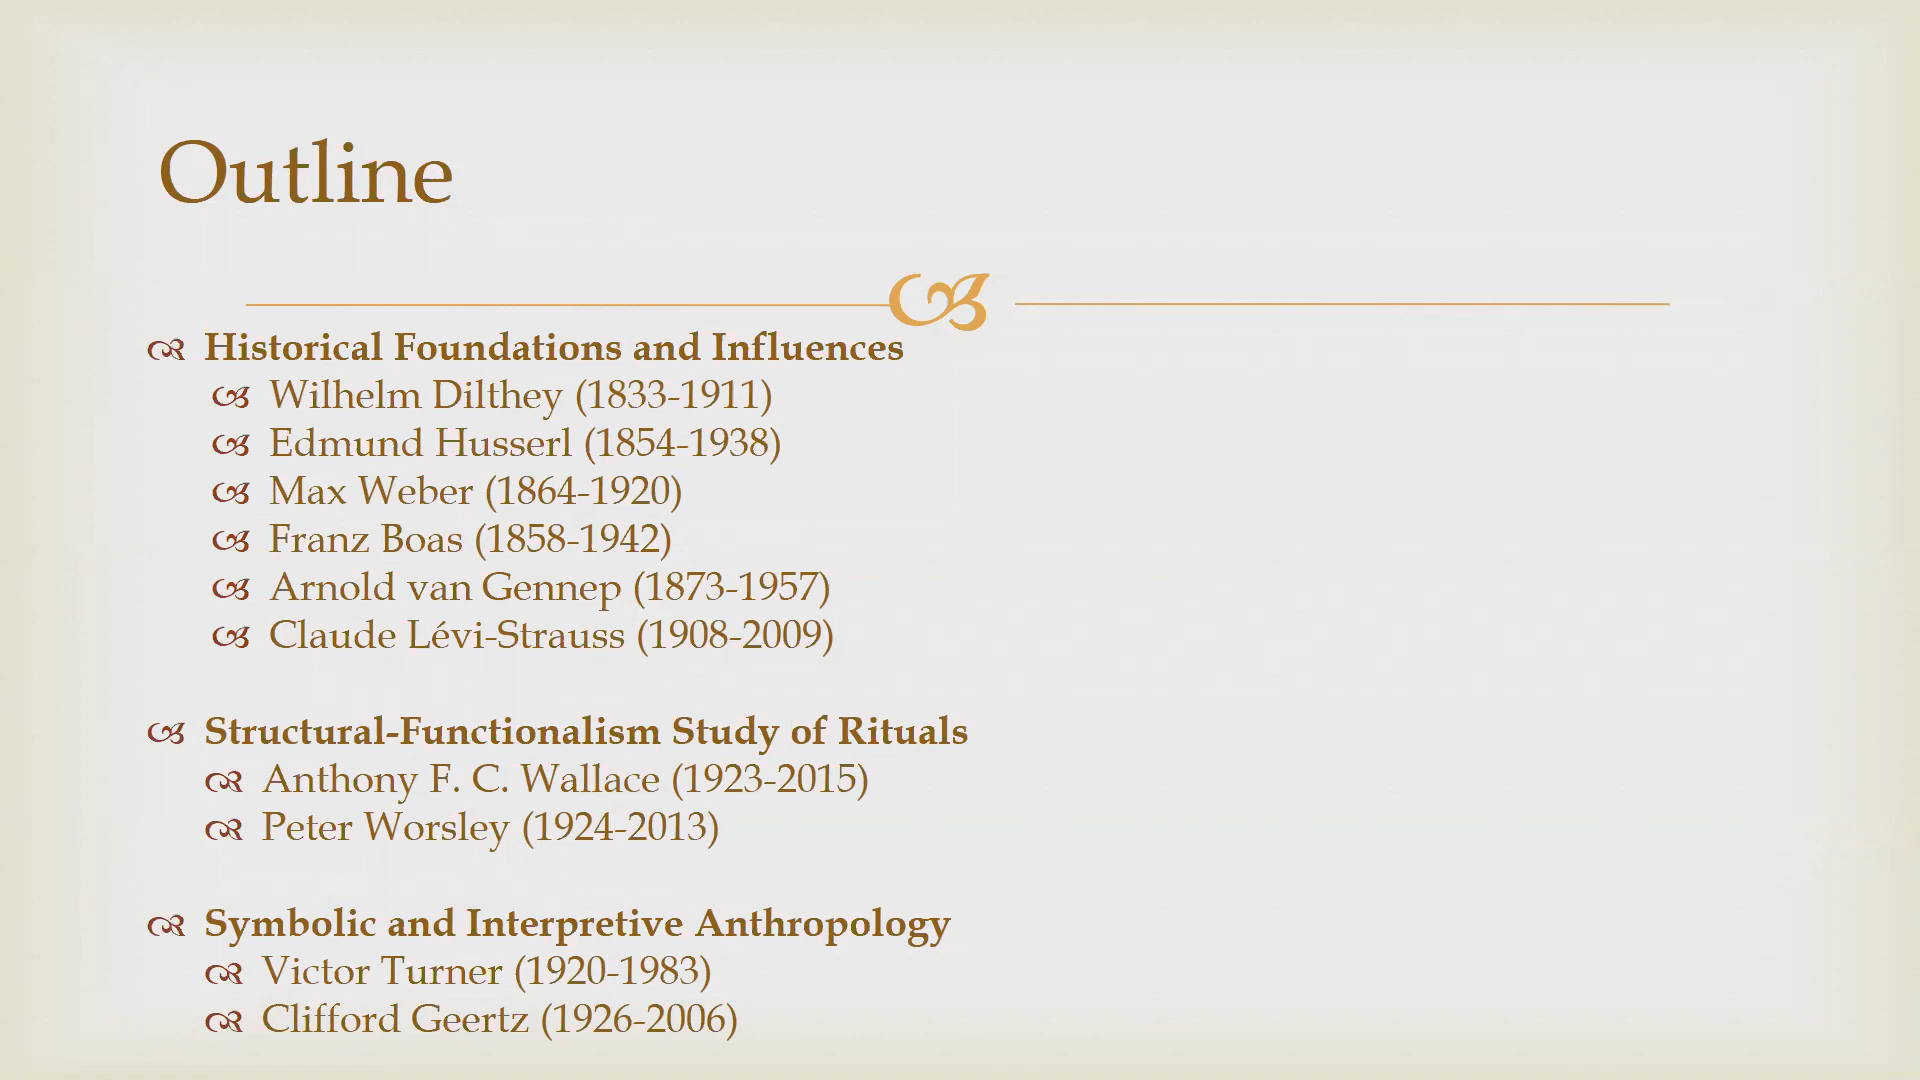 Outline
Historical Foundations and Influences
Wilhelm Dilthey (1833-1911)
Edmund Husserl (1854-1938)
Max Weber (1864-1920)
Franz Boas (1858-1942)
Arnold van Gennep (1873-1957)
Claude Lévi-Strauss (1908-2009)
Structural-Functionalism Study of Rituals
Anthony F. C. Wallace (1923-2015)
Peter Worsley (1924-2013)
Symbolic and Interpretive Anthropology
Victor Turner (1920-1983)
Clifford Geertz (1926-2006)